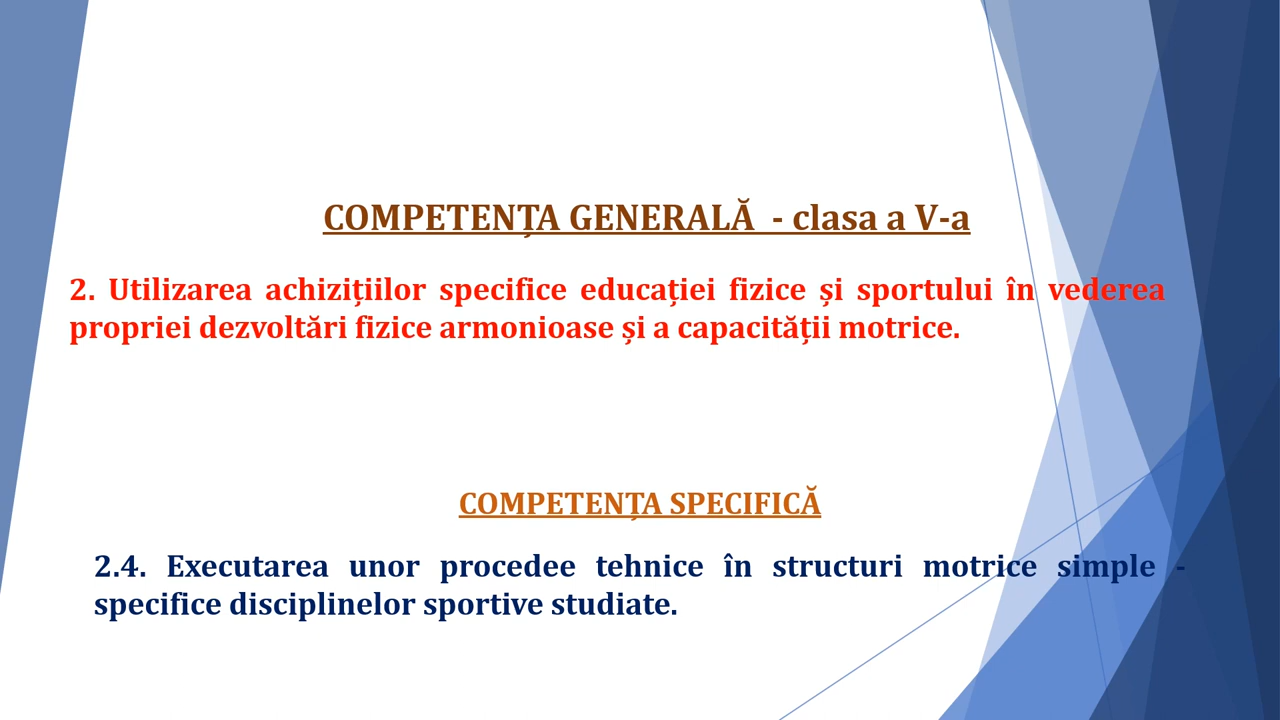 COMPETENȚA GENERALĂ - clasa a V-a
2. Utilizarea achizițiilor specifice educației fizice și sportului în vederea
propriei dezvoltări fizice armonioase și a capacității motrice.
COMPETENȚA SPECIFICĂ
2.4. Executarea unor procedee tehnice în structuri motrice simple -
specifice disciplinelor sportive studiate.